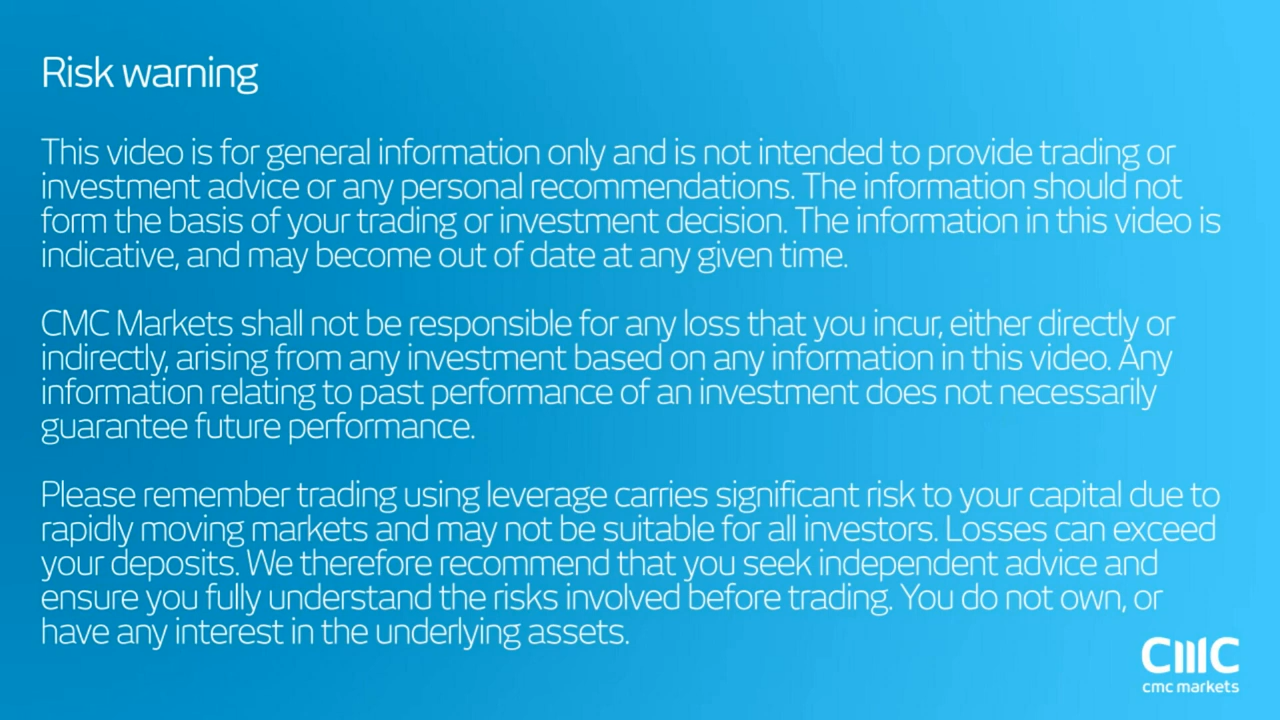 Risk warning
This video is for general information only and is not intended to provide trading or
investment advice or any personal recommendations. The information should not
form the basis of your trading or investment decision. The information in this video is
indicative, and may become out of date at any given time.
CMC Markets shall not be responsible for any loss that you incur, either directly or
indirectly, arising from any investment based on any information in this video. Any
information relating to past performance of an investment does not necessarily
guarantee future performance.
Please remember trading using leverage carries significant risk to your capital due to
rapidly moving markets and may not be suitable for all investors. Losses can exceed
your deposits. We therefore recommend that you seek independent advice and
ensure you fully understand the risks involved before trading. You do not own, or
have any interest in the underlying assets.
CMC
cmc markets